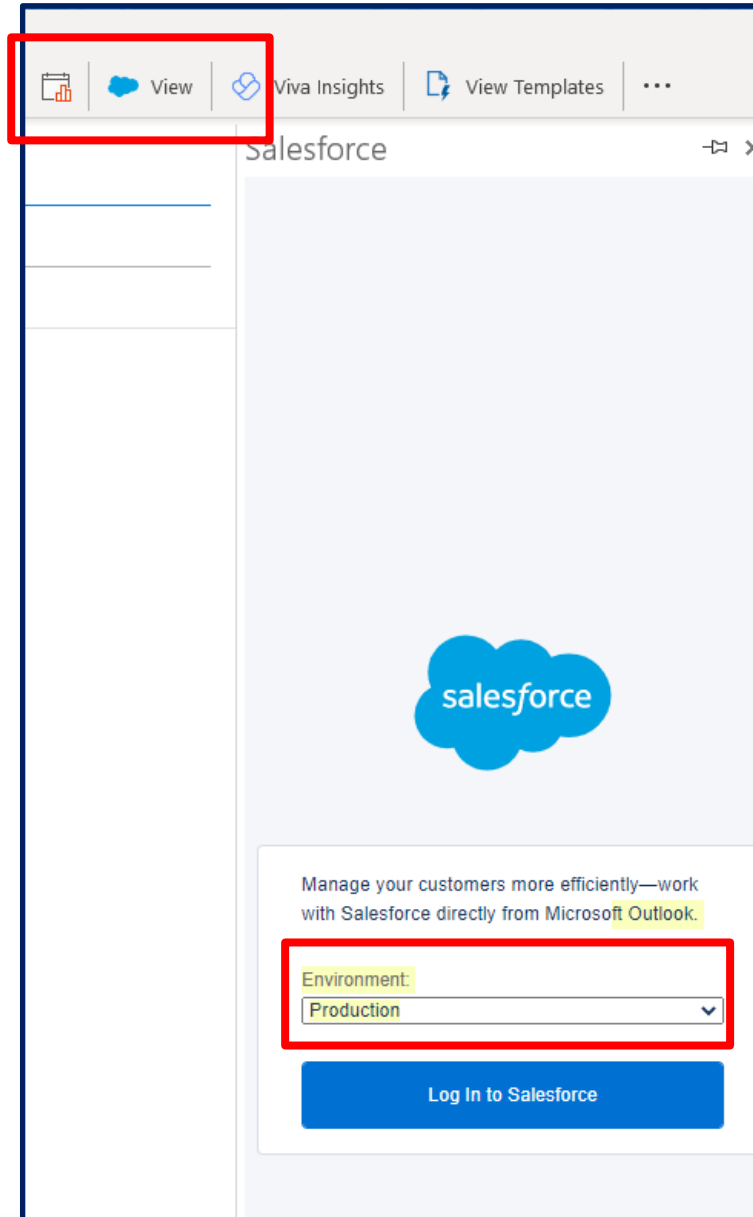 View
Viva Insights
View Templates
Salesforce
salesforce
Manage your customers more efficiently—work
with Salesforce directly from Microsoft Outlook.
Environment:
Production
Log In to Salesforce